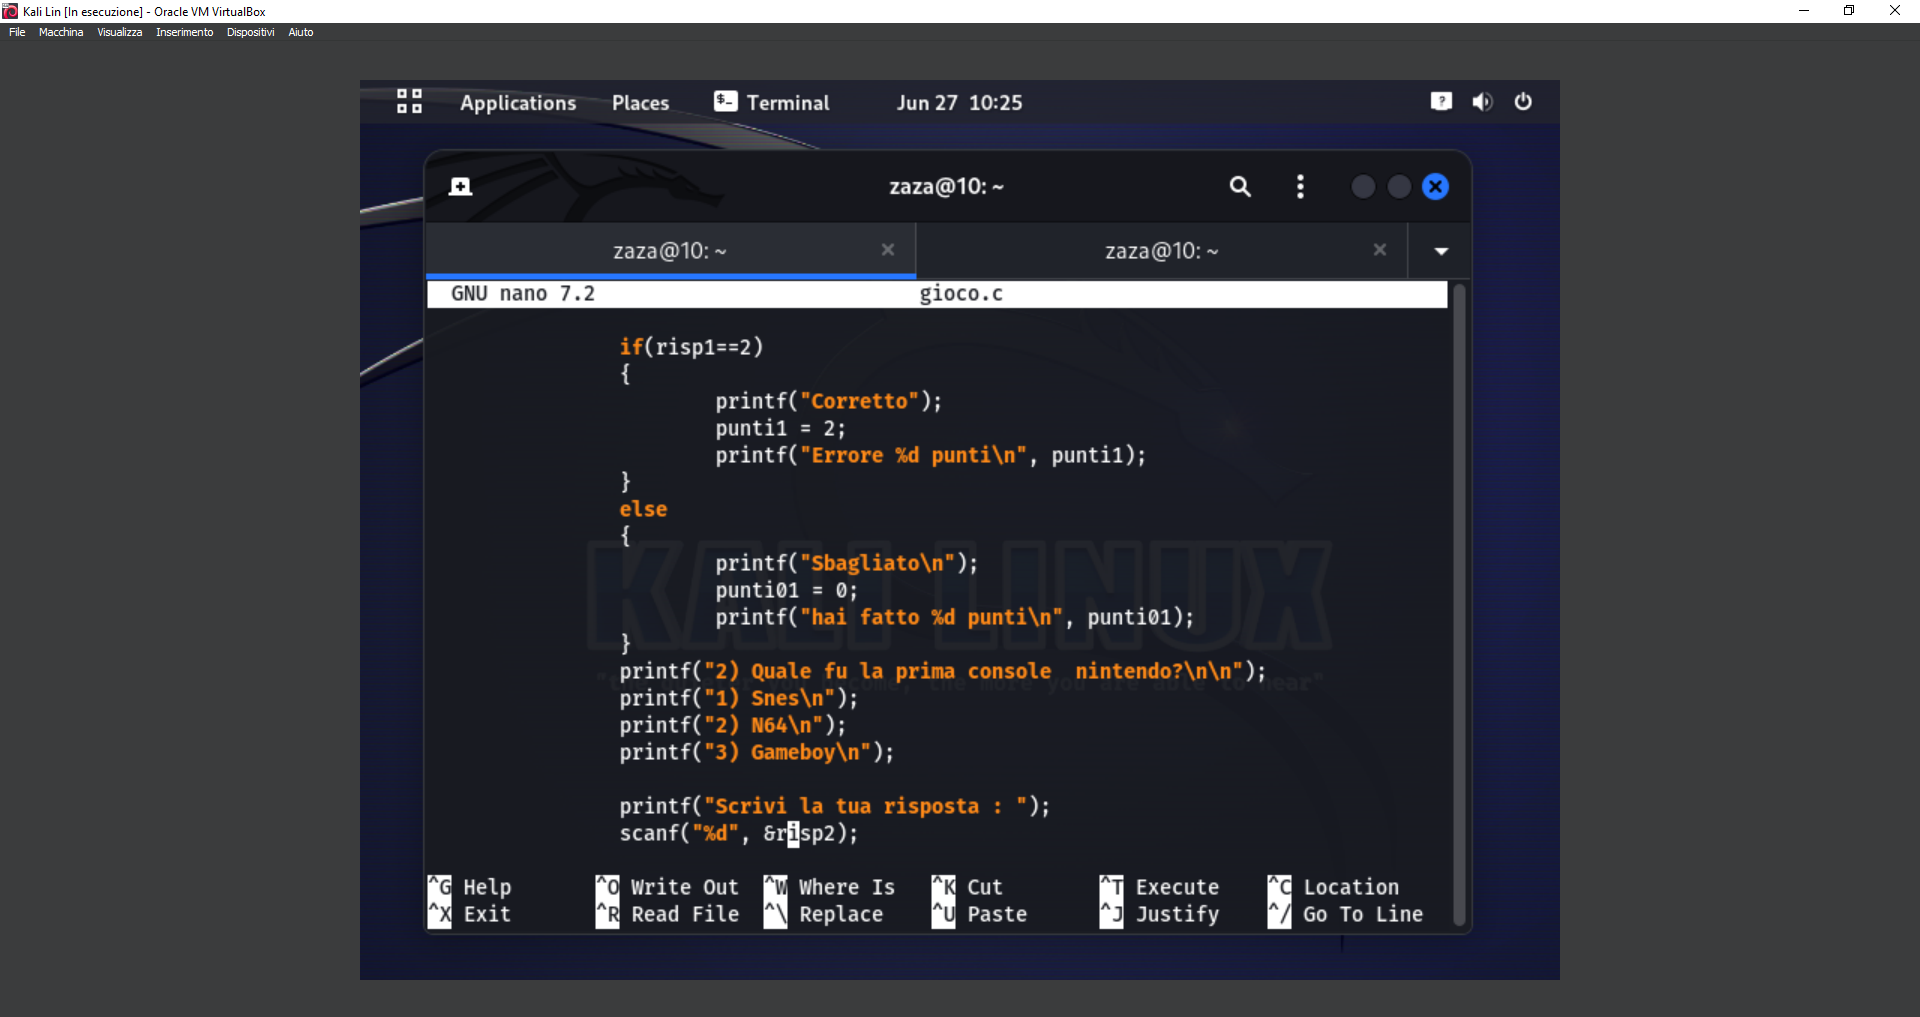 Kali Lin [In esecuzione] - Oracle VM VirtualBox
File Macchina Visualizza Inserimento Dispositivi Aiuto
Applications Places $_ Terminal Jun 27 10:25 ?
zaza@10: ~
zaza@10: ~ zaza@10: ~
GNU nano 7.2 gioco.c
if(risp1==2)
{
printf("Corretto");
punti1 = 2;
printf("Errore %d punti\n", punti1);
}
else
{
printf("Sbagliato\n");
punti01 = 0;
printf("hai fatto %d punti\n", punti01);
}
printf("2) Quale fu la prima console  nintendo?\n\n");
printf("1) Snes\n");
printf("2) N64\n");
printf("3) Gameboy\n");
printf("Scrivi la tua risposta : ");
scanf("%d", &risp2);
^G Help ^O Write Out ^W Where Is ^K Cut ^T Execute ^C Location
^X Exit ^R Read File ^\ Replace ^U Paste ^J Justify ^/ Go To Line
KALI LINUX